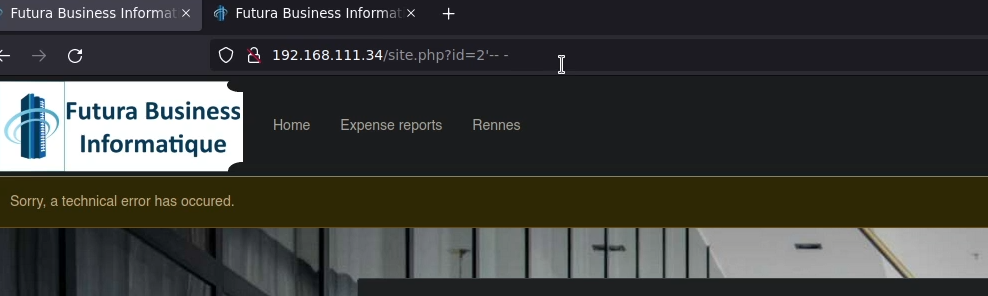 Futura Business Informat
Futura Business Informat
192.168.111.34/site.php?id=2'-- -
Futura Business
Informatique
Home Expense reports Rennes
Sorry, a technical error has occured.